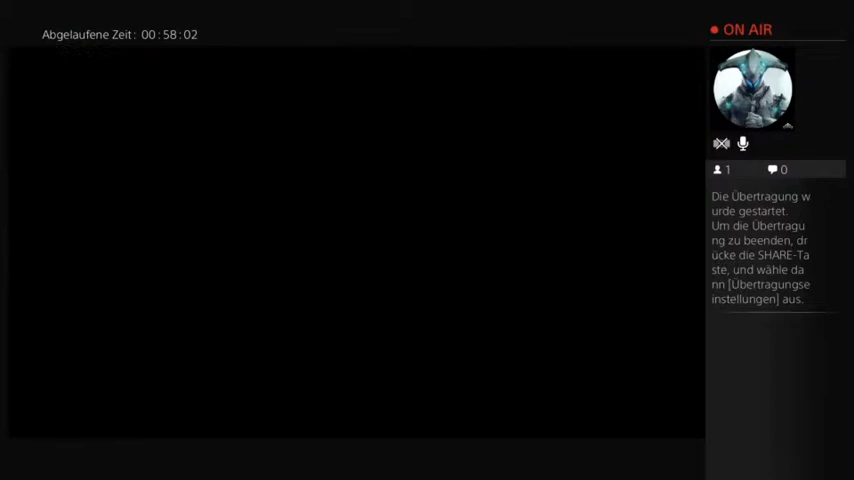 Abgelaufene Zeit: 00:58:02
ON AIR
1 0
Die Übertragung w
urde gestartet.
Um die Übertragu
ng zu beenden, dr
ücke die SHARE-Ta
ste, und wähle da
nn [Übertragungse
instellungen] aus.